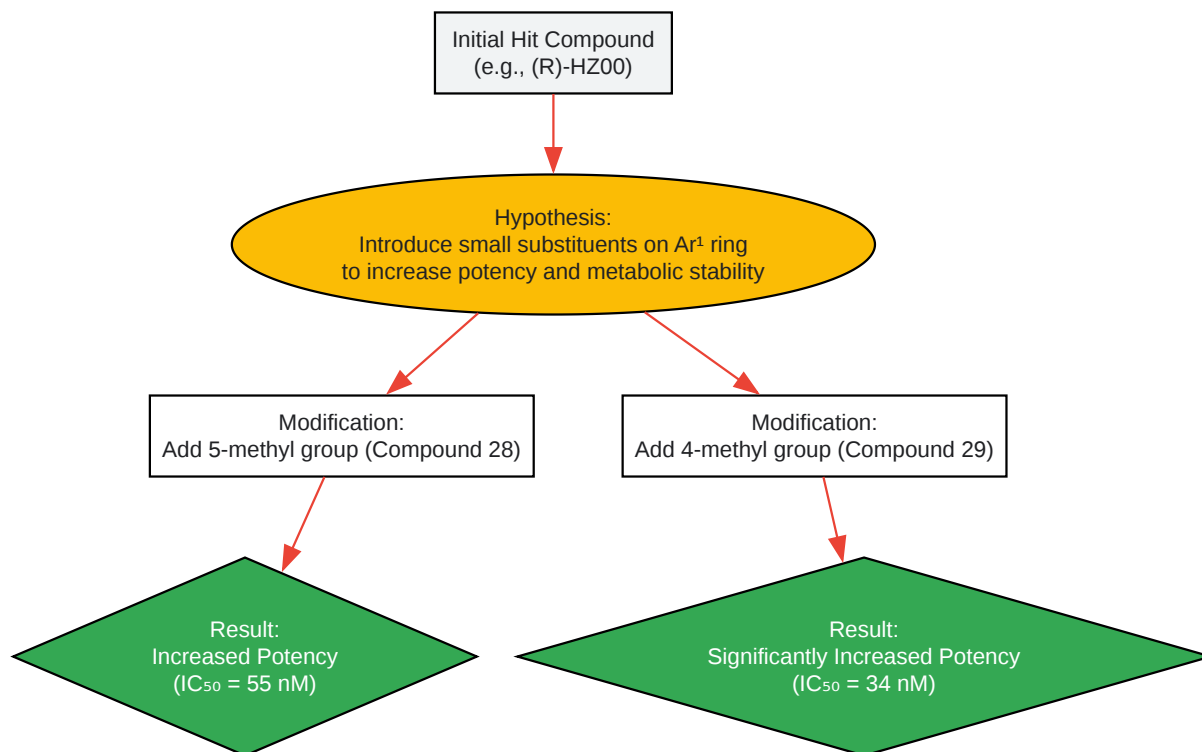 Initial Hit Compound
(e.g., (R)-HZ00)
Hypothesis:
Introduce small substituents on Ar¹ ring
to increase potency and metabolic stability
Modification:
Add 5-methyl group (Compound 28)
Modification:
Add 4-methyl group (Compound 29)
Result:
Increased Potency
(IC₅₀ = 55 nM)
Result:
Significantly Increased Potency
(IC₅₀ = 34 nM)